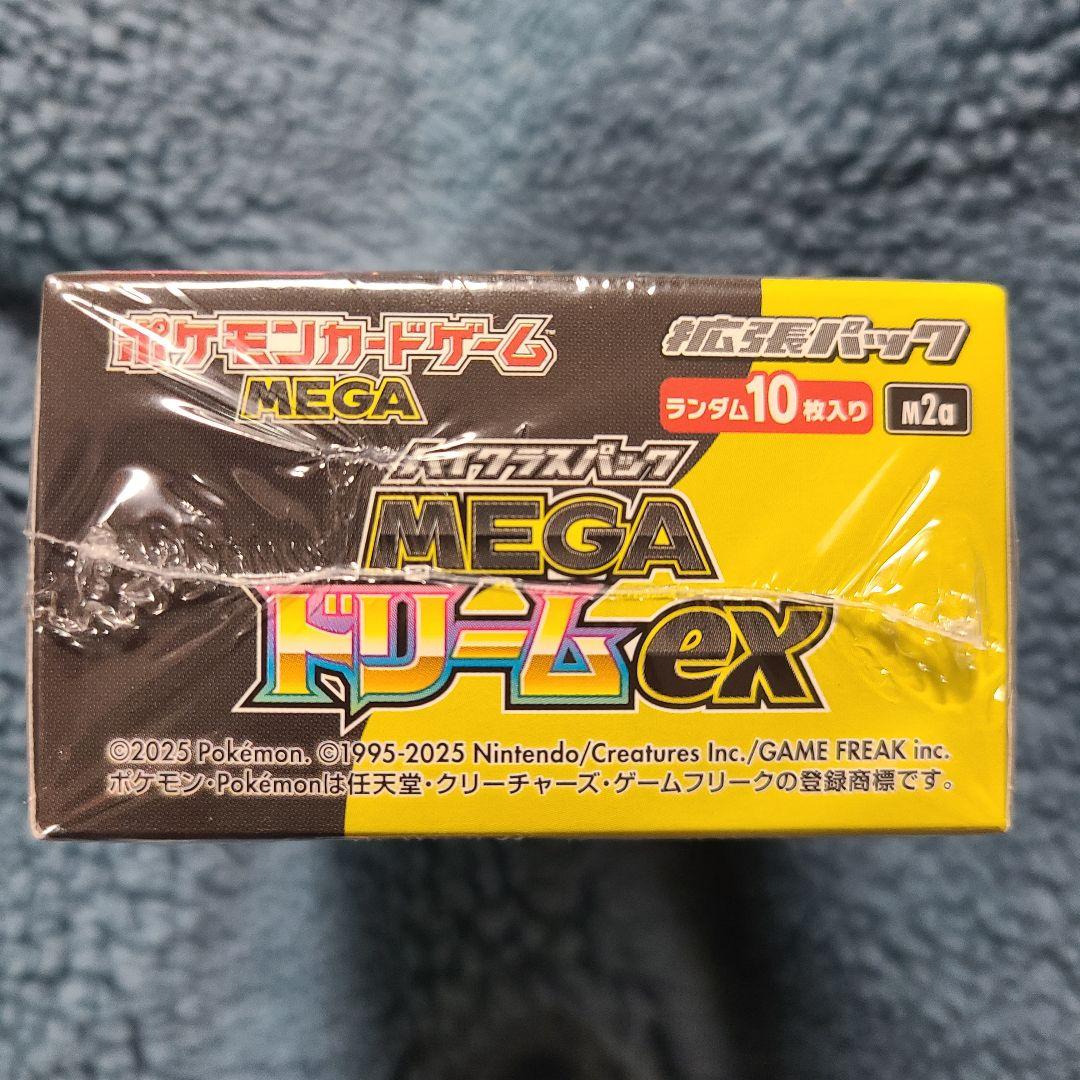 ポケモンカードゲーム™
MEGA
拡張パック
ランダム10枚入り
M2a
ハイクラスパック
MEGA
ドリームex
©2025 Pokémon. ©1995-2025 Nintendo/Creatures Inc./GAME FREAK inc.
ポケモン・Pokémonは任天堂・クリーチャーズ・ゲームフリークの登録商標です。